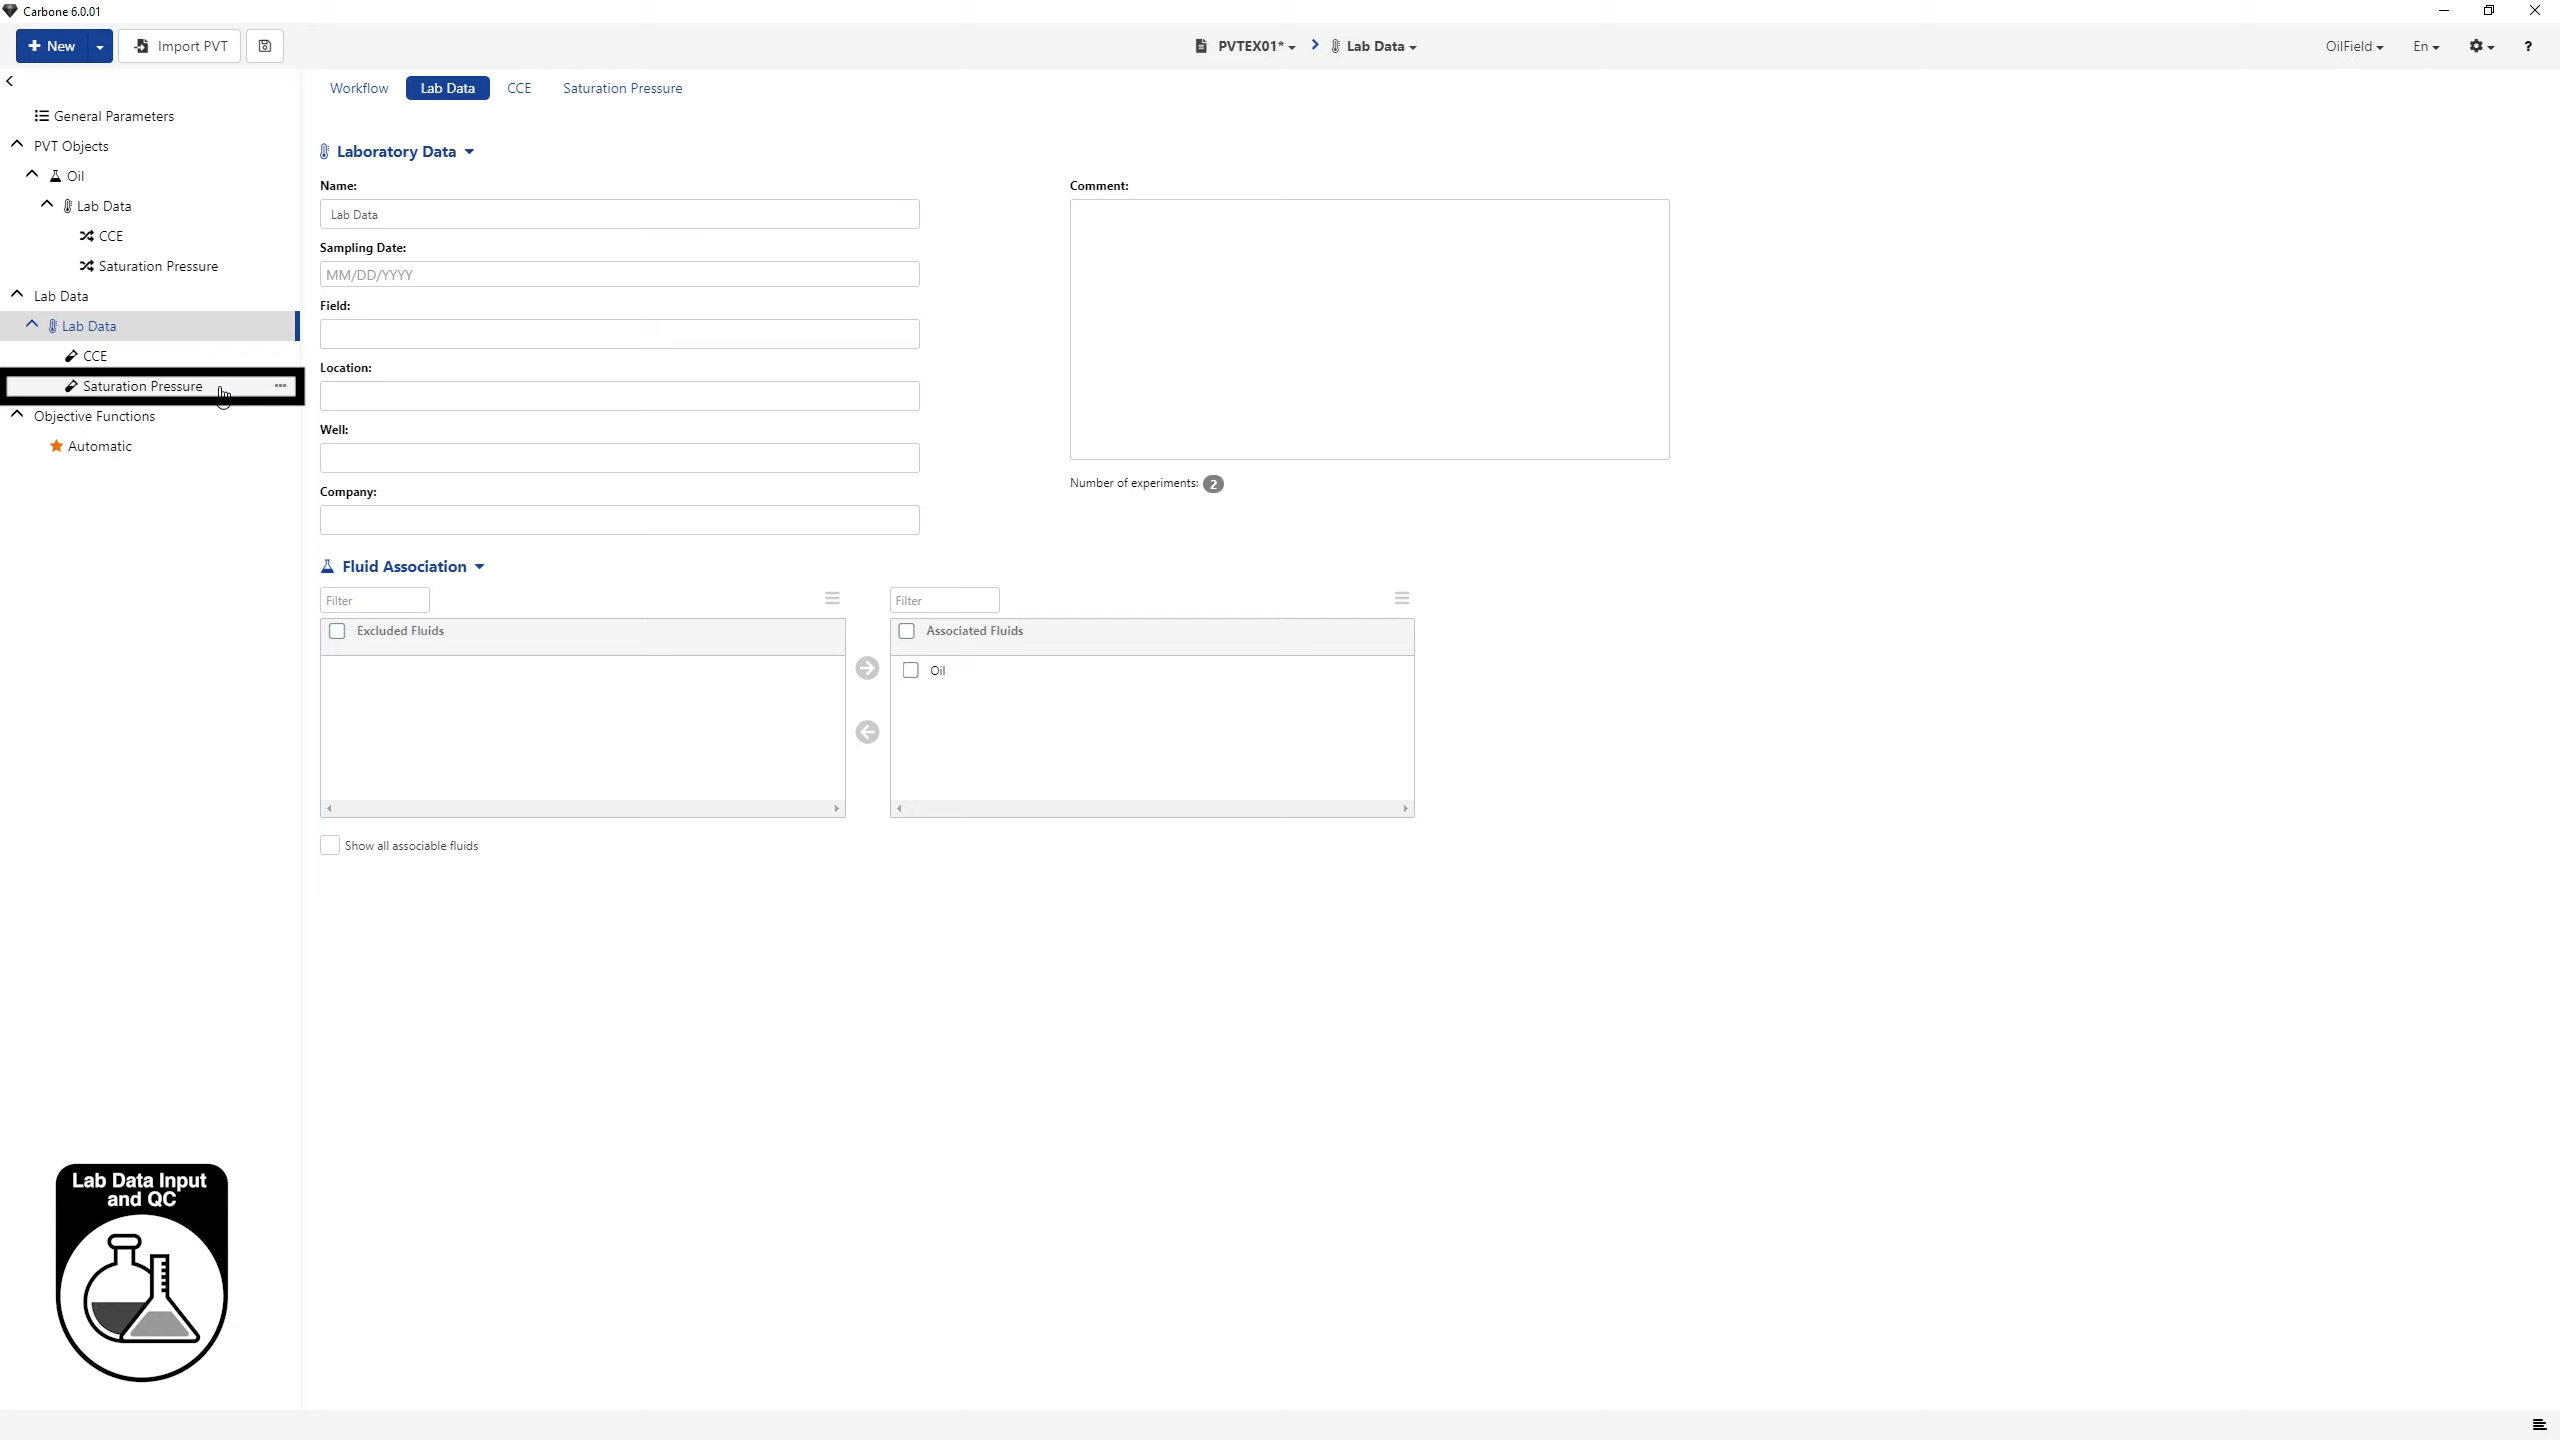 Carbone 6.0.01
New
Import PVT
PVTEX01*
Lab Data
OilField
En
?
General Parameters
PVT Objects
Oil
Lab Data
CCE
Saturation Pressure
Lab Data
Lab Data
CCE
Saturation Pressure
Objective Functions
Automatic
Workflow
Lab Data
CCE
Saturation Pressure
Laboratory Data
Name:
Lab Data
Sampling Date:
MM/DD/YYYY
Field:
Location:
Well:
Company:
Comment:
Number of experiments: 2
Fluid Association
Filter
Excluded Fluids
Filter
Associated Fluids
Oil
Show all associable fluids
Lab Data Input
and QC